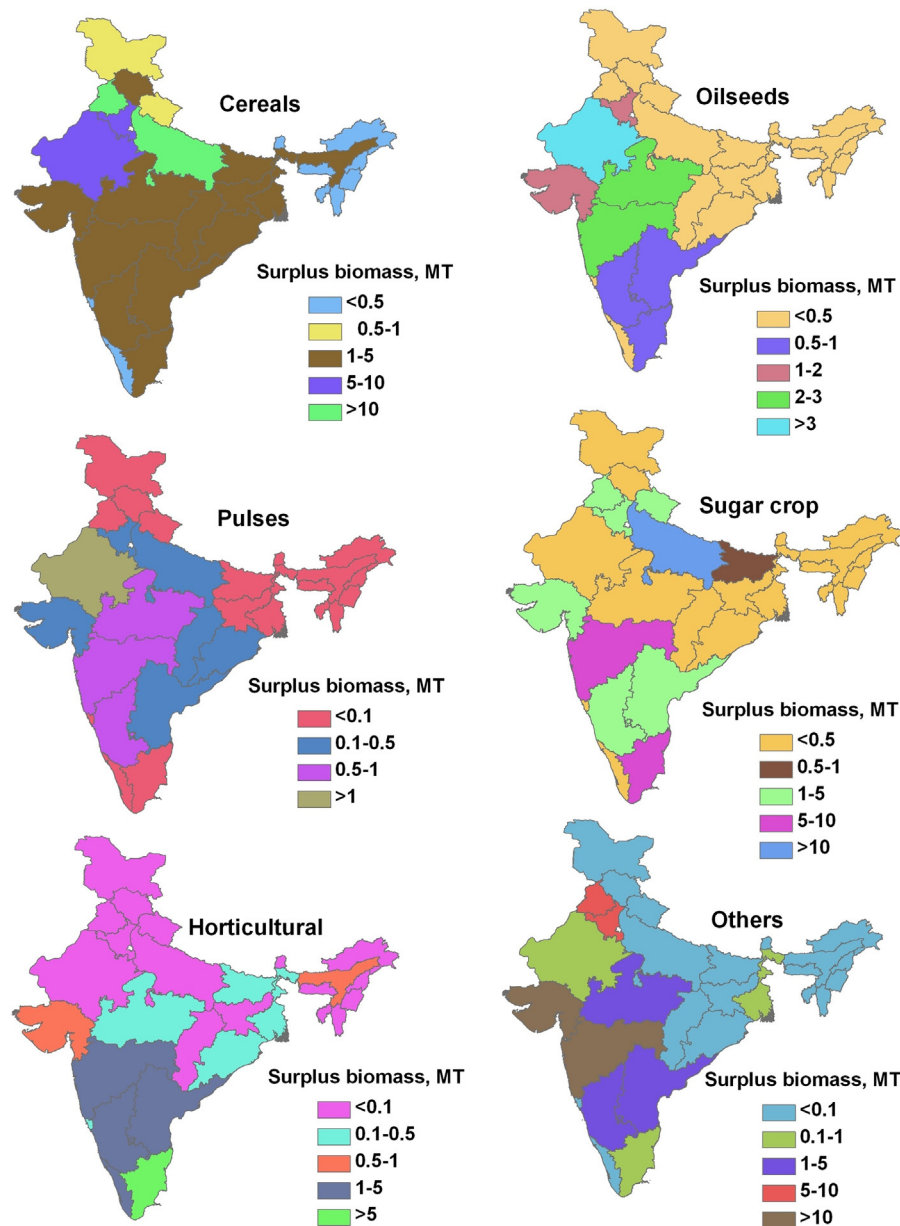 Cereals
Surplus biomass, MT
<0.5
0.5-1
1-5
5-10
>10
Oilseeds
Surplus biomass, MT
<0.5
0.5-1
1-2
2-3
>3
Pulses
Surplus biomass, MT
<0.1
0.1-0.5
0.5-1
>1
Sugar crop
Surplus biomass, MT
<0.5
0.5-1
1-5
5-10
>10
Horticultural
Surplus biomass, MT
<0.1
0.1-0.5
0.5-1
1-5
>5
Others
Surplus biomass, MT
<0.1
0.1-1
1-5
5-10
>10